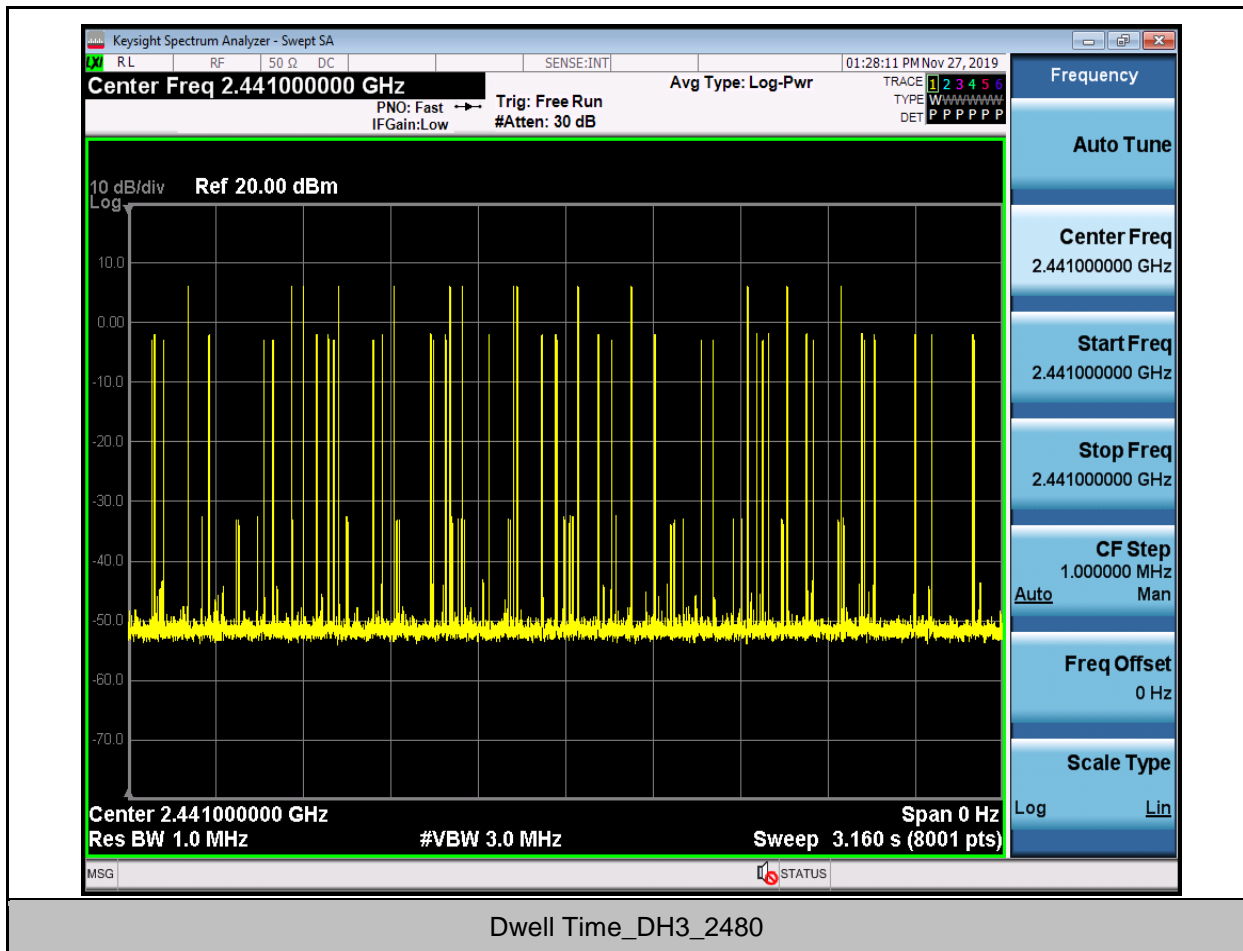 Keysight Spectrum Analyzer - Swept SA
LXI RL RF 50 Ω DC SENSE:INT 01:28:11 PM Nov 27, 2019
Center Freq 2.441000000 GHz
PNO: Fast
IFGain:Low
Trig: Free Run
#Atten: 30 dB
Avg Type: Log-Pwr
TRACE 1 2 3 4 5 6
TYPE WWWWWW
DET P P P P P P
10 dB/div
Log
Ref 20.00 dBm
10.0
0.00
-10.0
-20.0
-30.0
-40.0
-50.0
-60.0
-70.0
Center 2.441000000 GHz
Span 0 Hz
Res BW 1.0 MHz
#VBW 3.0 MHz
Sweep 3.160 s (8001 pts)
MSG
STATUS
Frequency
Auto Tune
Center Freq
2.441000000 GHz
Start Freq
2.441000000 GHz
Stop Freq
2.441000000 GHz
CF Step
1.000000 MHz
Auto Man
Freq Offset
0 Hz
Scale Type
Log Lin
Dwell Time_DH3_2480